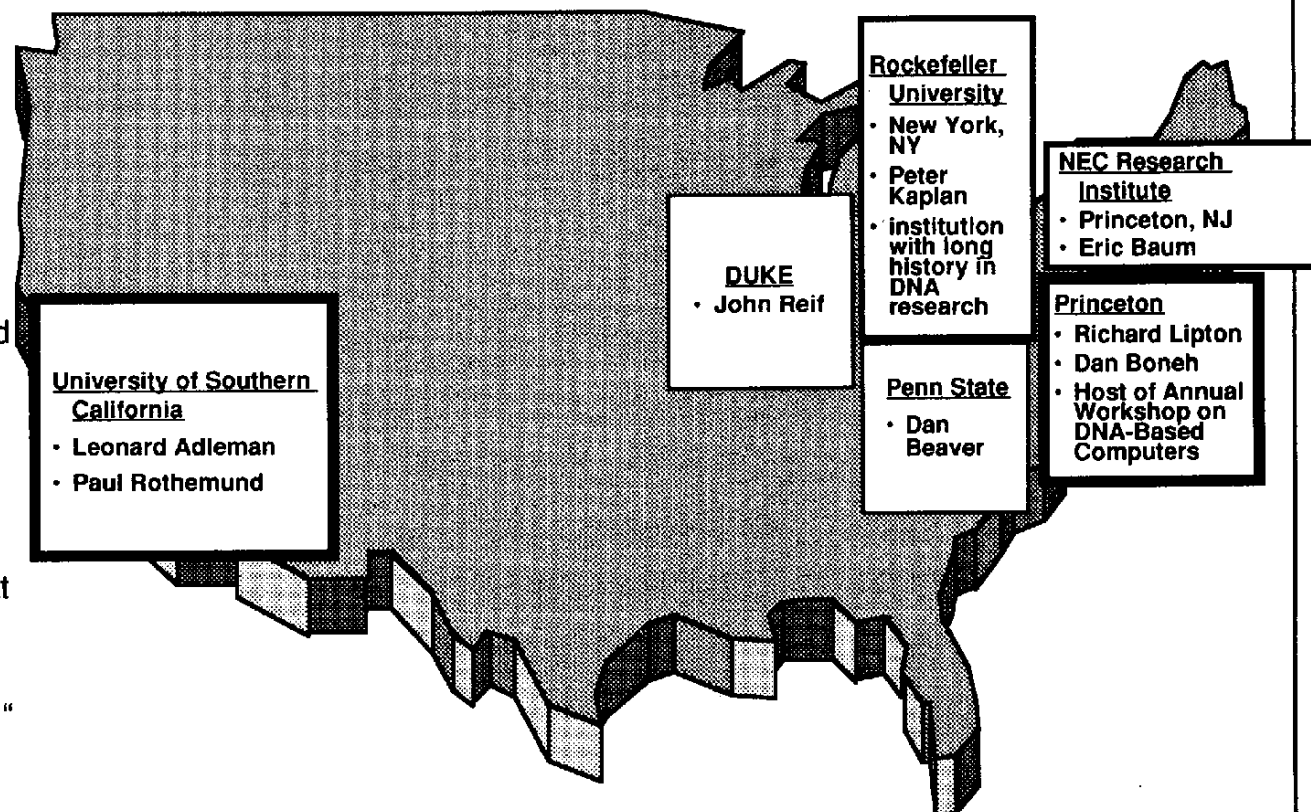 d
University of Southern
California
• Leonard Adleman
• Paul Rothemund
t
"
DUKE
• John Reif
Rockefeller
University
• New York,
NY
• Peter
Kaplan
• institution
with long
history in
DNA
research
Penn State
• Dan
Beaver
NEC Research
Institute
• Princeton, NJ
• Eric Baum
Princeton
• Richard Lipton
• Dan Boneh
• Host of Annual
Workshop on
DNA-Based
Computers